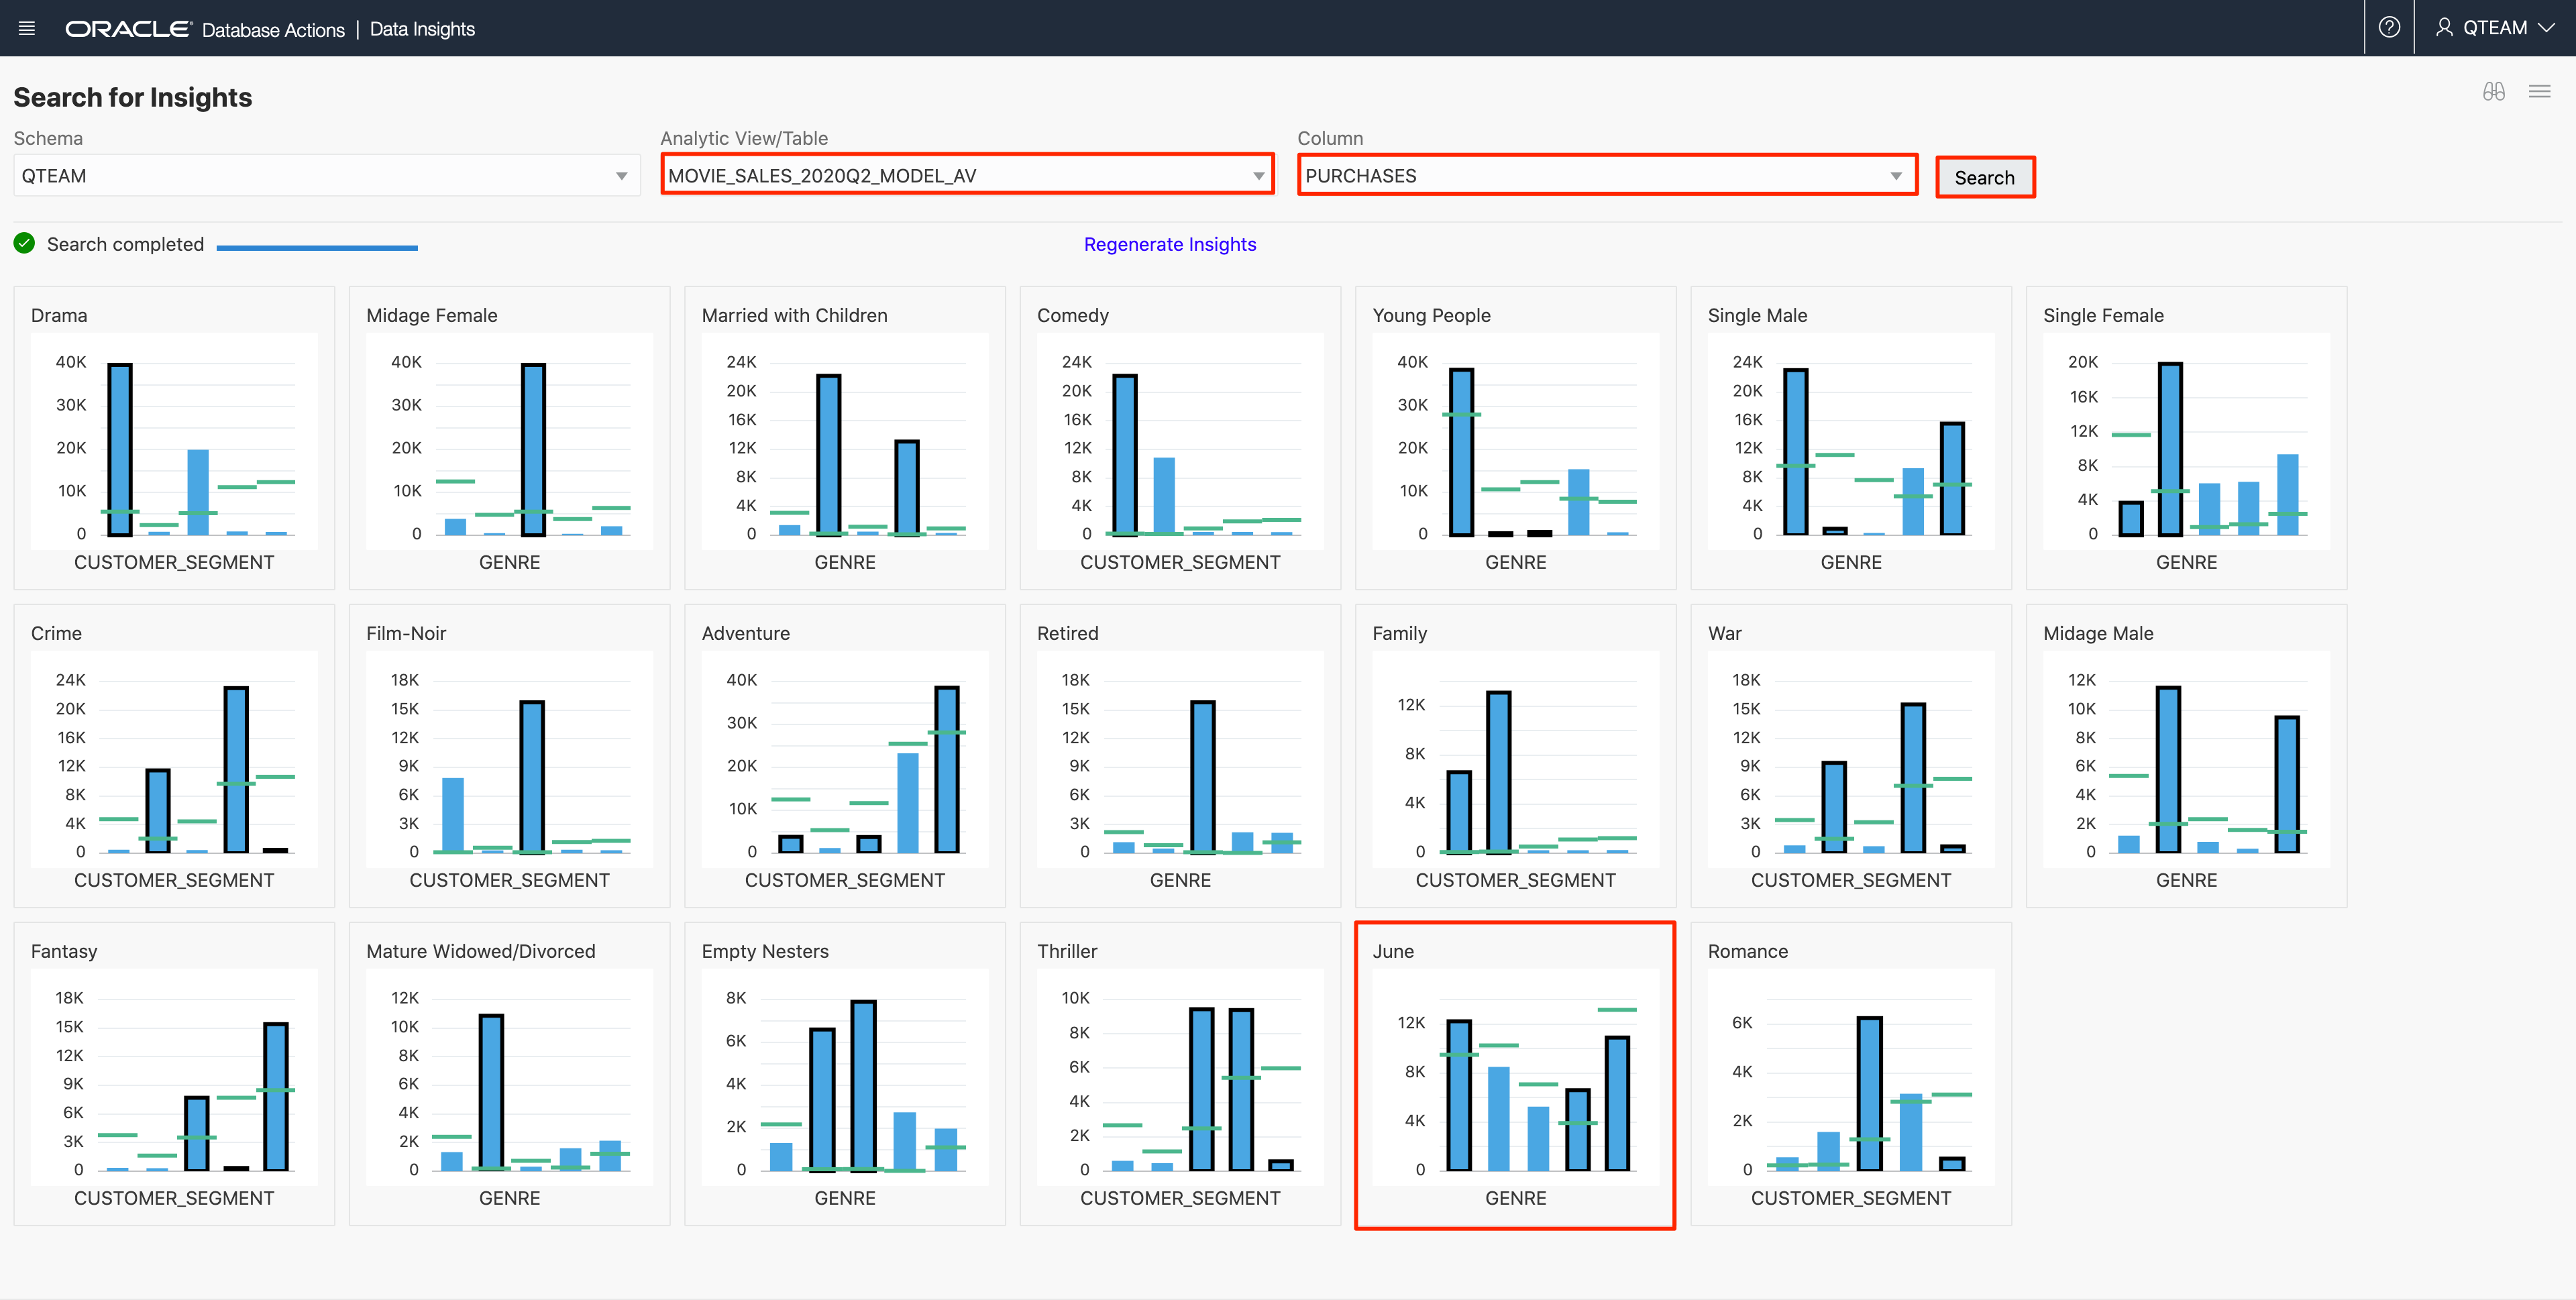 ORACLE Database Actions | Data Insights
QTEAM
Search for Insights
Schema
Analytic View/Table
Column
QTEAM
MOVIE_SALES_2020Q2_MODEL_AV
PURCHASES
Search
Search completed
Regenerate Insights
Drama
40K
30K
20K
10K
0
CUSTOMER_SEGMENT
Midage Female
40K
30K
20K
10K
0
GENRE
Married with Children
24K
20K
16K
12K
8K
4K
0
GENRE
Comedy
24K
20K
16K
12K
8K
4K
0
CUSTOMER_SEGMENT
Young People
40K
30K
20K
10K
0
GENRE
Single Male
24K
20K
16K
12K
8K
4K
0
GENRE
Single Female
20K
16K
12K
8K
4K
0
GENRE
Crime
24K
20K
16K
12K
8K
4K
0
CUSTOMER_SEGMENT
Film-Noir
18K
15K
12K
9K
6K
3K
0
CUSTOMER_SEGMENT
Adventure
40K
30K
20K
10K
0
CUSTOMER_SEGMENT
Retired
18K
15K
12K
9K
6K
3K
0
GENRE
Family
12K
8K
4K
0
CUSTOMER_SEGMENT
War
18K
15K
12K
9K
6K
3K
0
CUSTOMER_SEGMENT
Midage Male
12K
10K
8K
6K
4K
2K
0
GENRE
Fantasy
18K
15K
12K
9K
6K
3K
0
CUSTOMER_SEGMENT
Mature Widowed/Divorced
12K
10K
8K
6K
4K
2K
0
GENRE
Empty Nesters
8K
6K
4K
2K
0
GENRE
Thriller
10K
8K
6K
4K
2K
0
CUSTOMER_SEGMENT
June
12K
8K
4K
0
GENRE
Romance
6K
4K
2K
0
CUSTOMER_SEGMENT